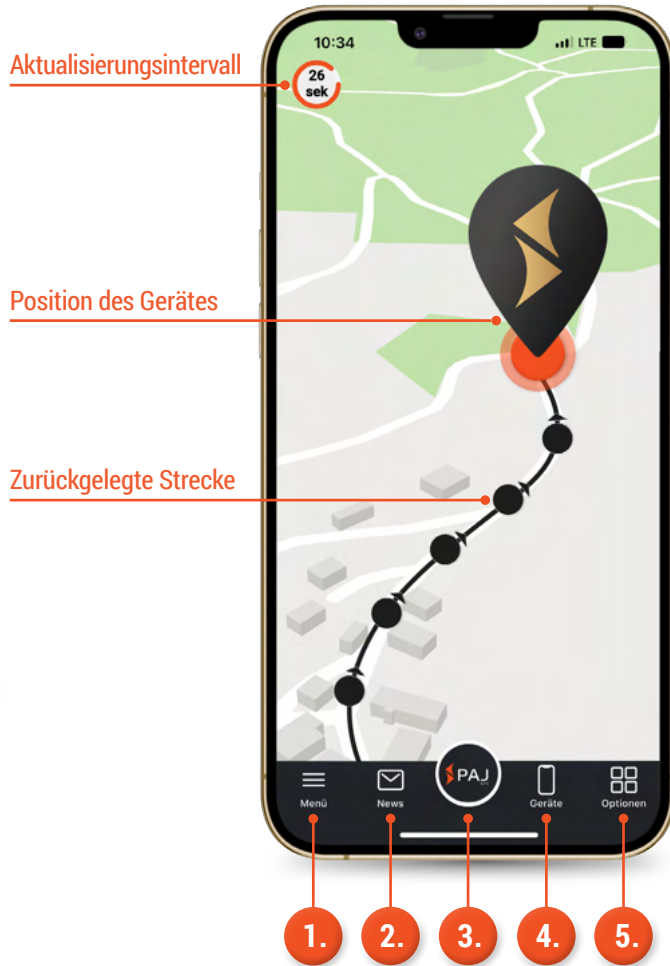 10:34
LTE
Aktualisierungsintervall
26
sek
Position des Gerätes
Zurückgelegte Strecke
PAJ
Menü
News
Geräte
Optionen
1.
2.
3.
4.
5.